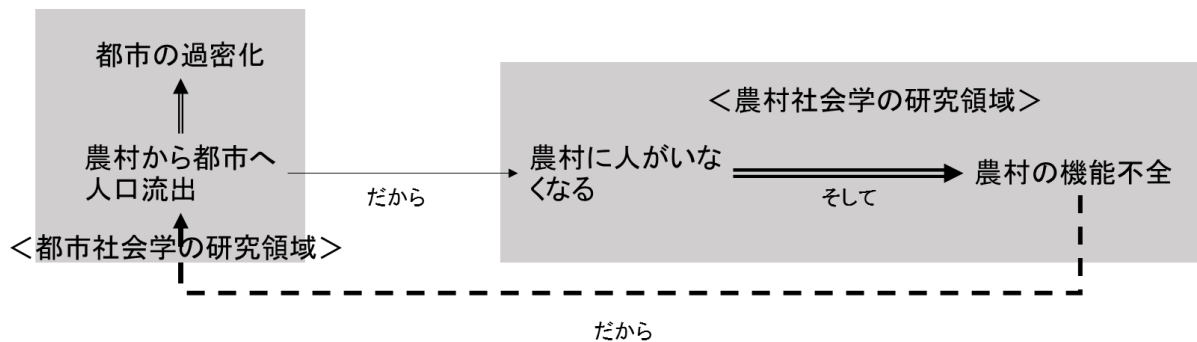 都市の過密化
農村から都市へ
人口流出
＜都市社会学の研究領域＞
だから
＜農村社会学の研究領域＞
農村に人がいな
くなる
そして
農村の機能不全
だから